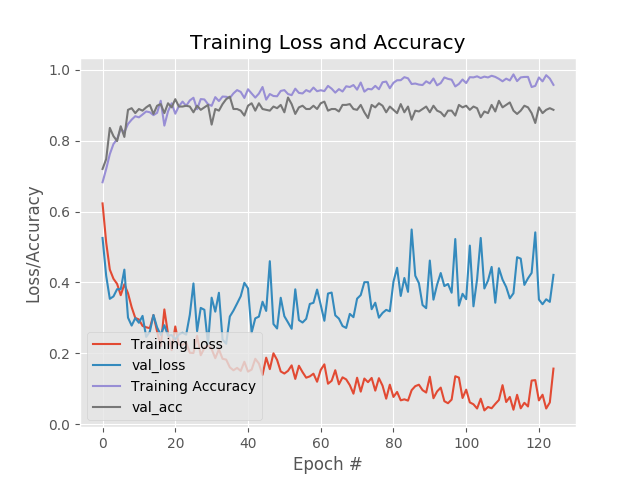 Training Loss and Accuracy
1.0
0.8
0.6
0.4
0.2
0.0
Loss/Accuracy
Training Loss
val_loss
Training Accuracy
val_acc
0 20 40 60 80 100 120
Epoch #